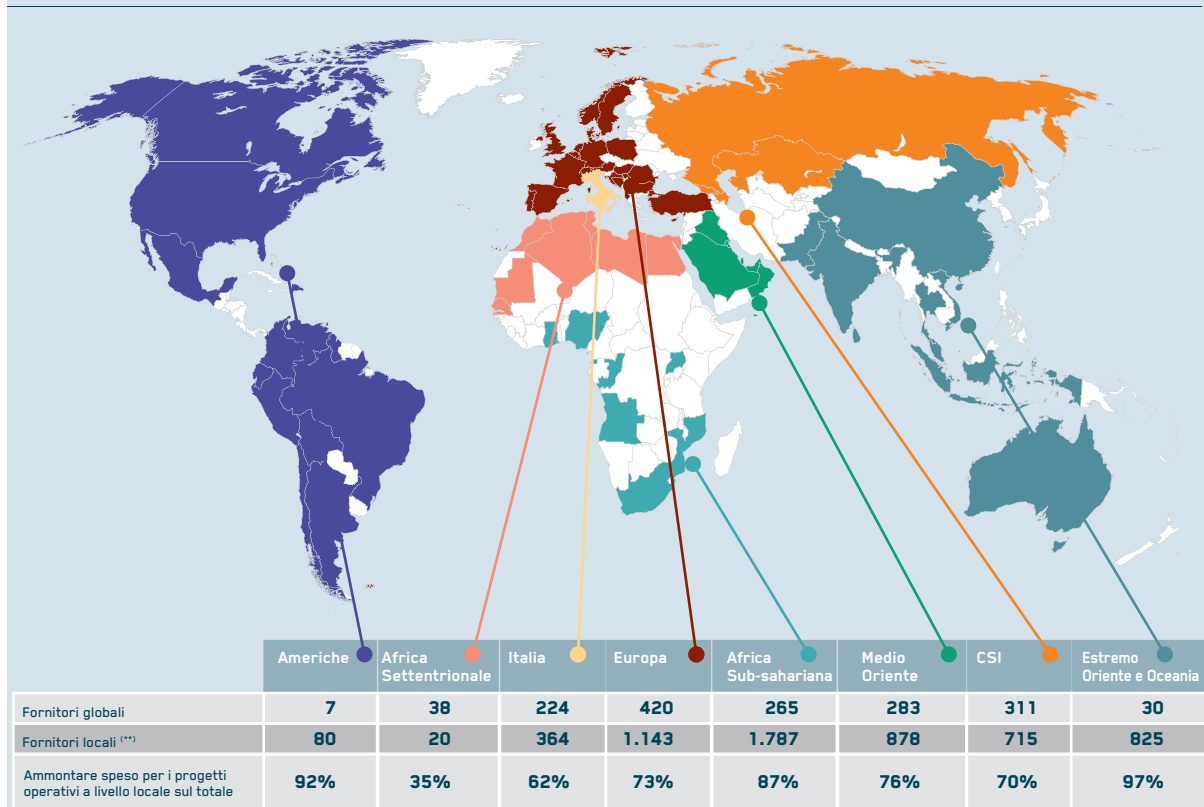 Americhe Africa Settentrionale Italia Europa Africa Sub-sahariana Medio Oriente CSI Estremo Oriente e Oceania
Fornitori globali 7 38 224 420 265 283 311 30
Fornitori locali (**) 80 20 364 1.143 1.787 878 715 825
Ammontare speso per i progetti
operativi a livello locale sul totale 92% 35% 62% 73% 87% 76% 70% 97%